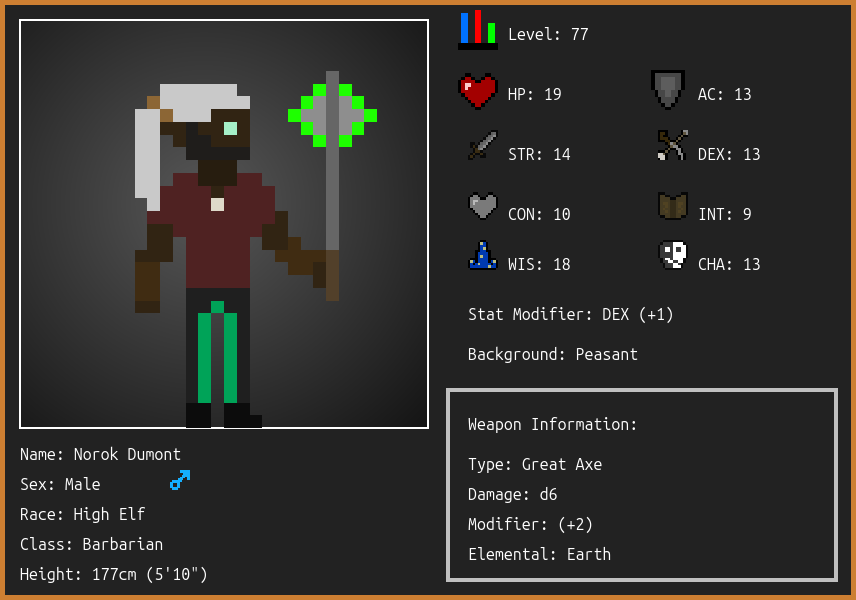 Level: 77
HP: 19
AC: 13
STR: 14
DEX: 13
CON: 10
INT: 9
WIS: 18
CHA: 13
Stat Modifier: DEX (+1)
Background: Peasant
Weapon Information:
Type: Great Axe
Damage: d6
Modifier: (+2)
Elemental: Earth
Name: Norok Dumont
Sex: Male
Race: High Elf
Class: Barbarian
Height: 177cm (5'10")